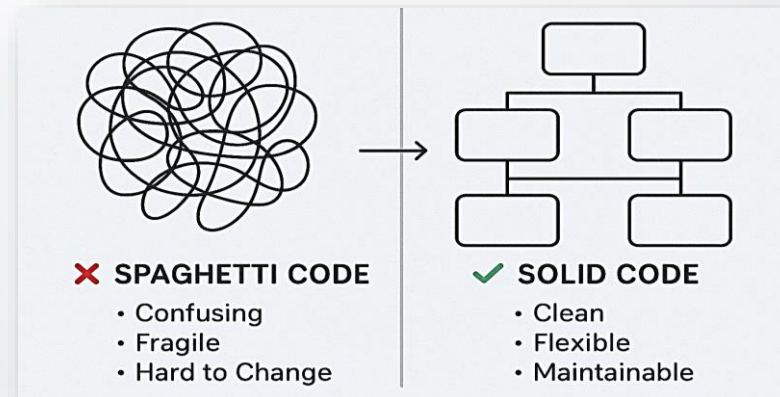 SPAGHETTI CODE
• Confusing
• Fragile
• Hard to Change
SOLID CODE
• Clean
• Flexible
• Maintainable